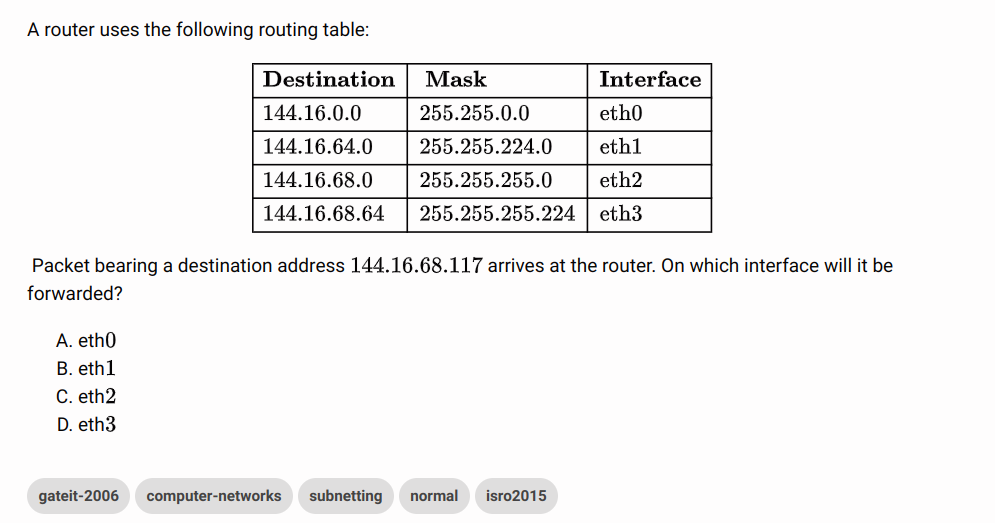 A router uses the following routing table:
Destination Mask Interface
144.16.0.0 255.255.0.0 eth0
144.16.64.0 255.255.224.0 eth1
144.16.68.0 255.255.255.0 eth2
144.16.68.64 255.255.255.224 eth3
Packet bearing a destination address 144.16.68.117 arrives at the router. On which interface will it be
forwarded?
A. eth0
B. eth1
C. eth2
D. eth3
gateit-2006 computer-networks subnetting normal isro2015